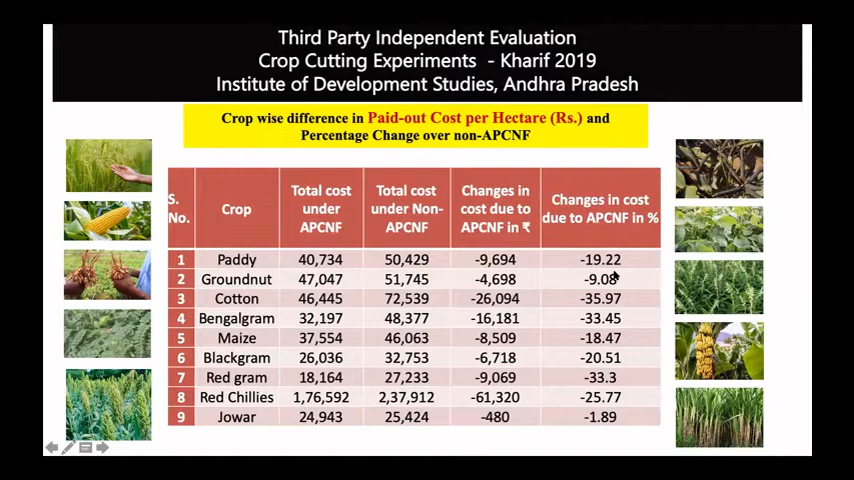 Third Party Independent Evaluation
Crop Cutting Experiments - Kharif 2019
Institute of Development Studies, Andhra Pradesh
Crop wise difference in Paid-out Cost per Hectare (Rs.) and
Percentage Change over non-APCNF
S. No. Crop Total cost under APCNF Total cost under Non-APCNF Changes in cost due to APCNF in ₹ Changes in cost due to APCNF in %
1 Paddy 40,734 50,429 -9,694 -19.22
2 Groundnut 47,047 51,745 -4,698 -9.08
3 Cotton 46,445 72,539 -26,094 -35.97
4 Bengalgram 32,197 48,377 -16,181 -33.45
5 Maize 37,554 46,063 -8,509 -18.47
6 Blackgram 26,036 32,753 -6,718 -20.51
7 Red gram 18,164 27,233 -9,069 -33.3
8 Red Chillies 1,76,592 2,37,912 -61,320 -25.77
9 Jowar 24,943 25,424 -480 -1.89